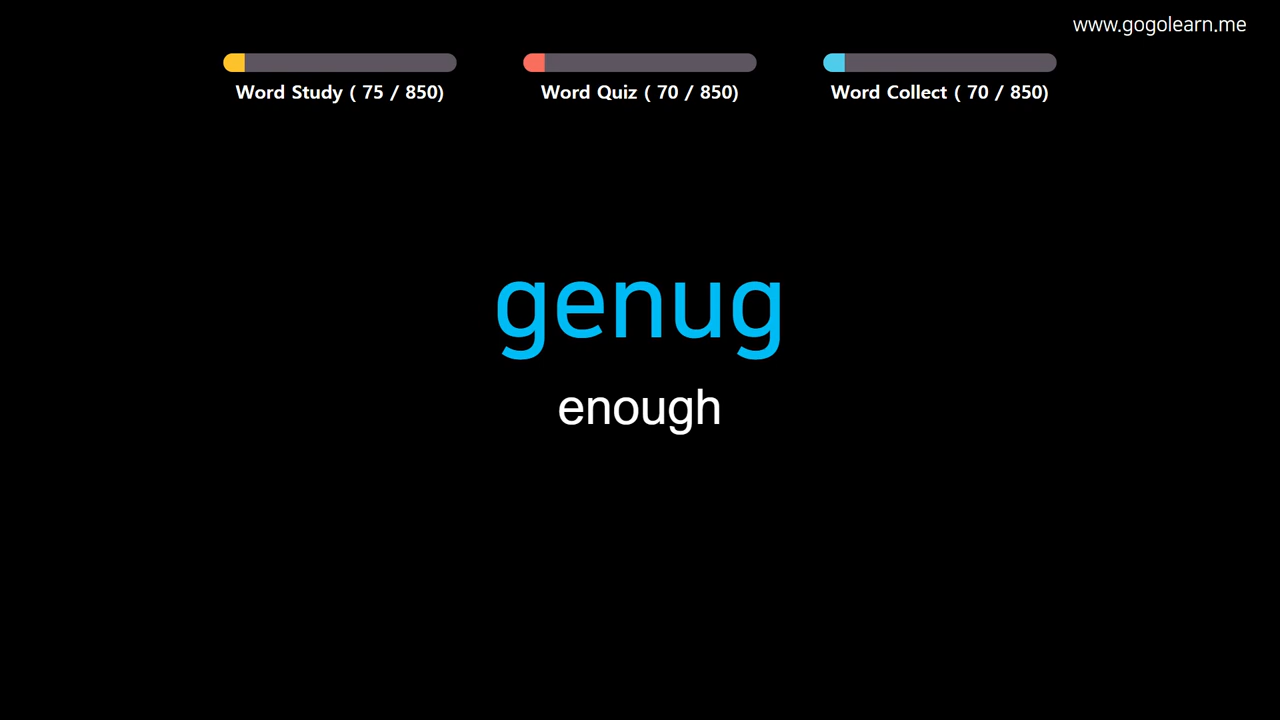 www.gogolearn.me
Word Study ( 75 / 850)
Word Quiz ( 70 / 850)
Word Collect ( 70 / 850)
genug
enough